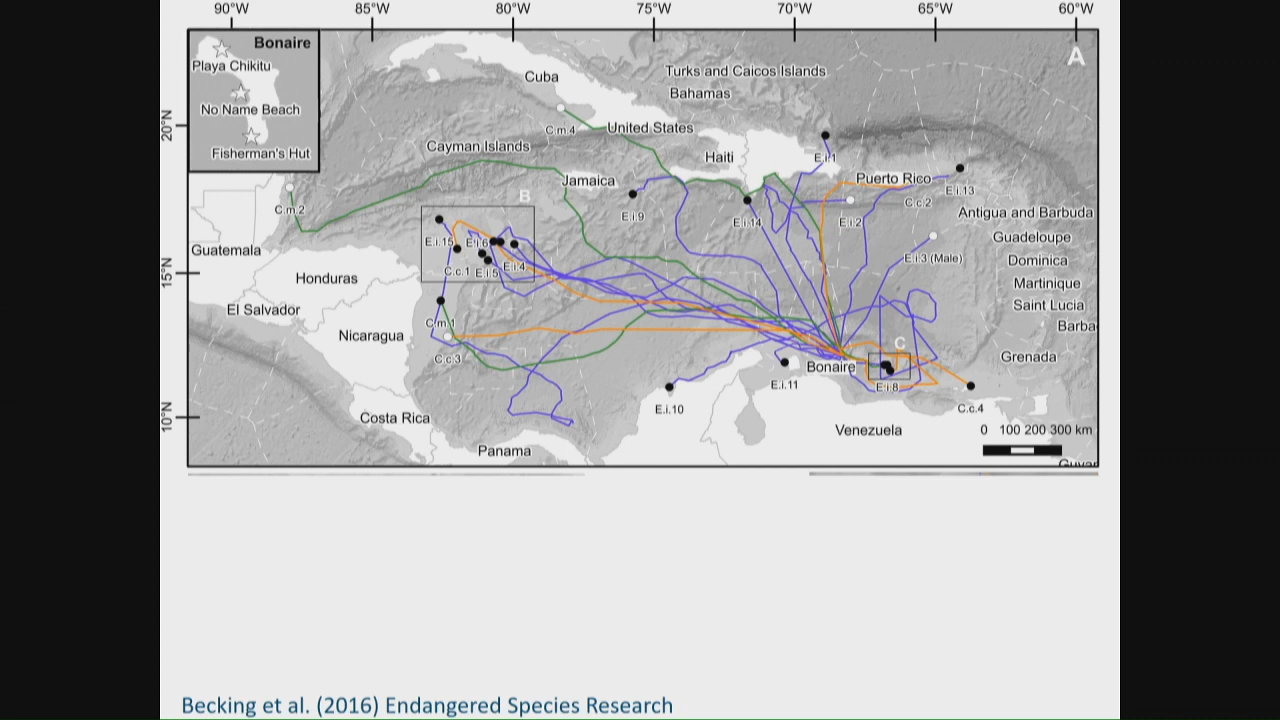 90°W 85°W 80°W 75°W 70°W 65°W 60°W
Bonaire
A
Playa Chikitu
No Name Beach
Fisherman's Hut
20°N
15°N
10°N
Cuba
Turks and Caicos Islands
Bahamas
C.m.4
United States
Cayman Islands
Haiti
E.i.1
Jamaica
Puerto Rico
E.i.13
C.m.2
B
E.i.9
E.i.14
E.i.2
C.c.2
Antigua and Barbuda
Guadeloupe
Guatemala
E.i.15
E.i.6
E.i.4
C.c.1
E.i.5
E.i.3 (Male)
Dominica
Honduras
Martinique
El Salvador
Saint Lucia
Nicaragua
C.m.1
Barba
C.c.3
C
Grenada
Bonaire
E.i.11
E.i.8
E.i.10
C.c.4
Costa Rica
Venezuela
0 100 200 300 km
Panama
Guyan
Becking et al. (2016) Endangered Species Research